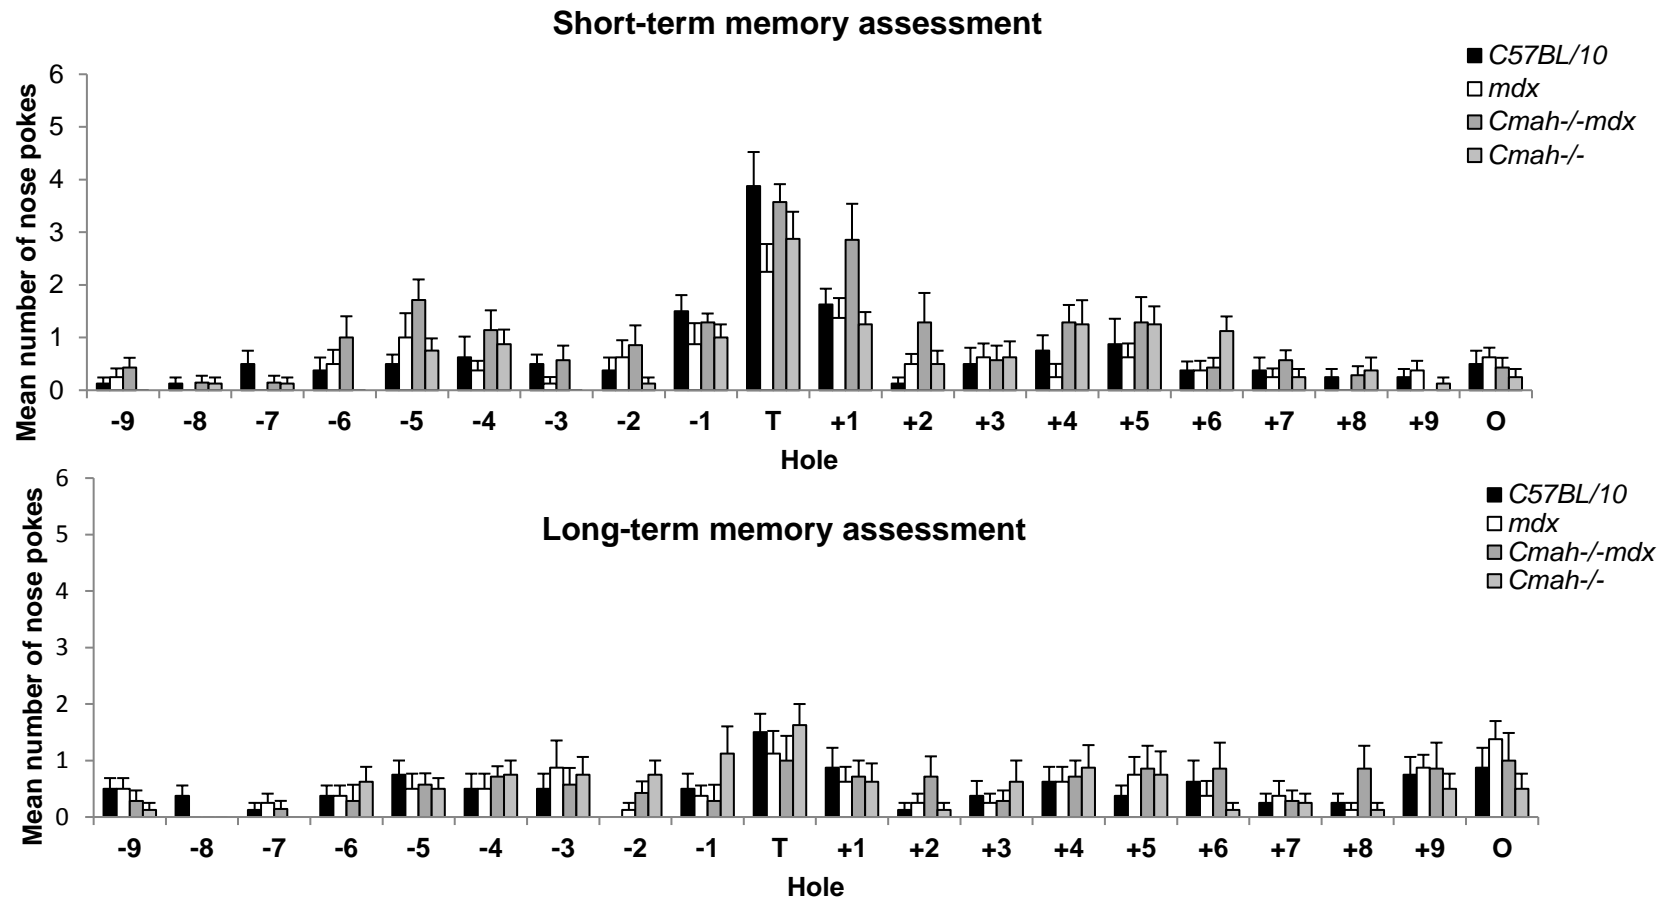 Short-term memory assessment
C57BL/10
mdx
Cmah-/-mdx
Cmah-/-
Mean number of nose pokes
6
5
4
3
2
1
0
-9 -8 -7 -6 -5 -4 -3 -2 -1 T +1 +2 +3 +4 +5 +6 +7 +8 +9 O
Hole
Long-term memory assessment
C57BL/10
mdx
Cmah-/-mdx
Cmah-/-
Mean number of nose pokes
6
5
4
3
2
1
0
-9 -8 -7 -6 -5 -4 -3 -2 -1 T +1 +2 +3 +4 +5 +6 +7 +8 +9 O
Hole